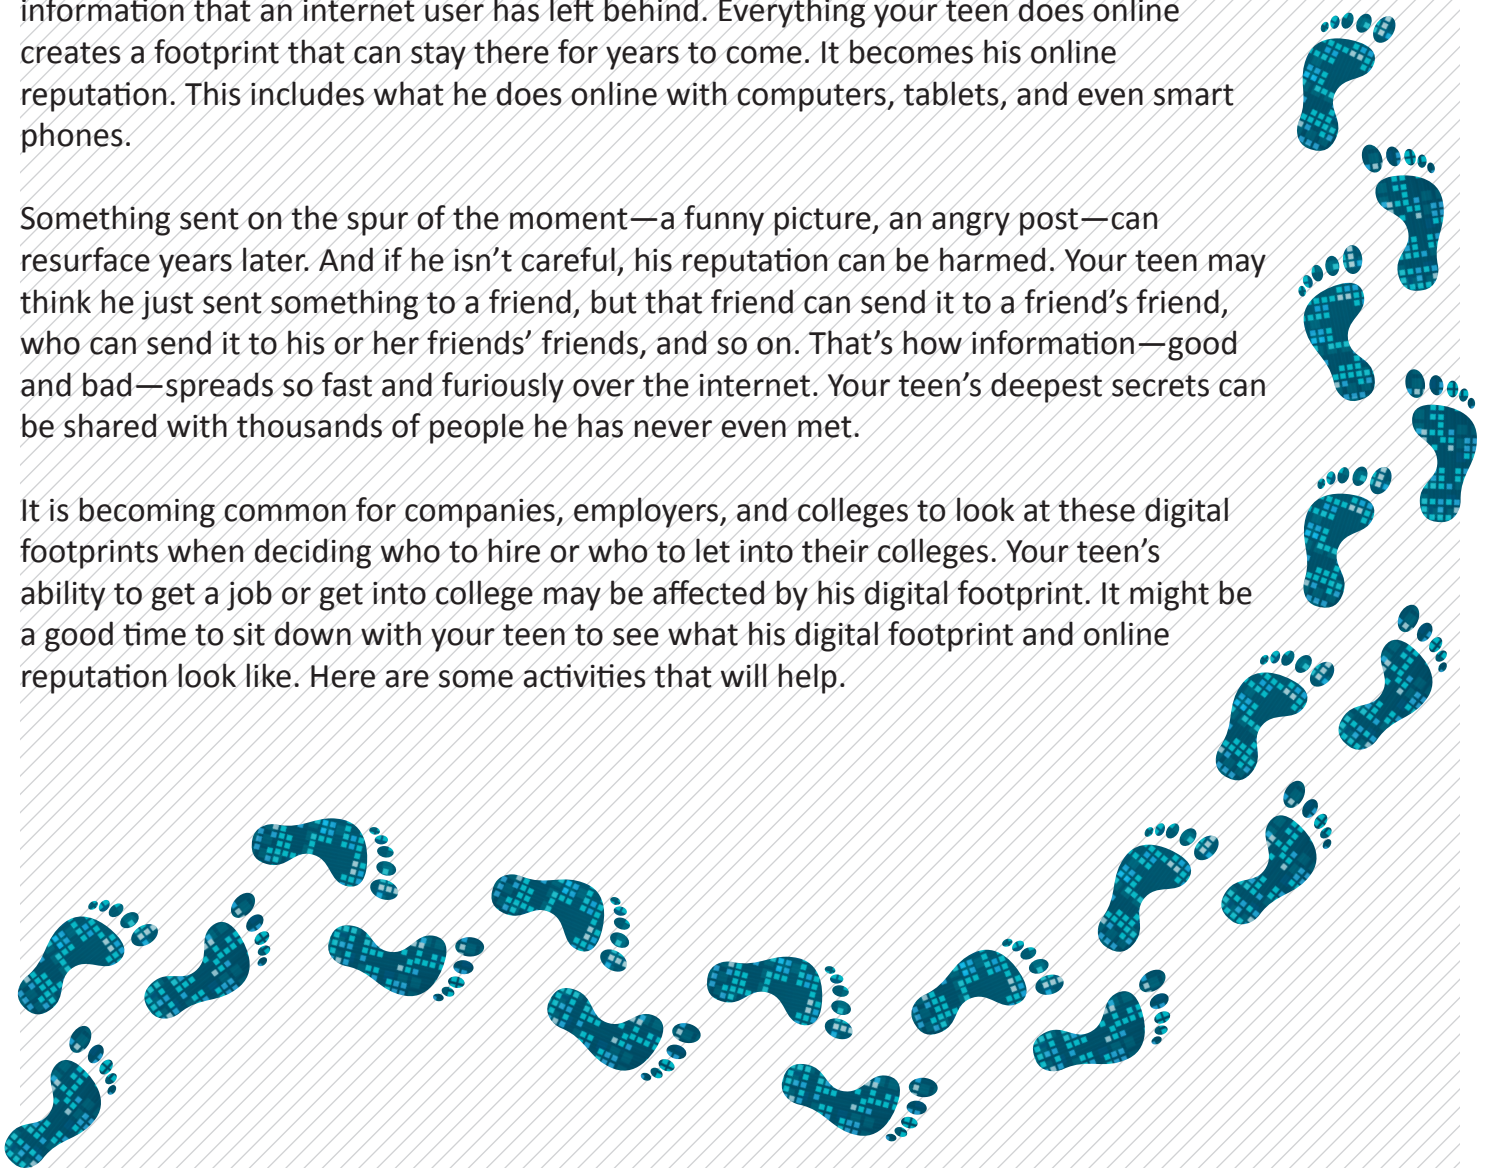 information that an internet user has left behind. Everything your teen does online
creates a footprint that can stay there for years to come. It becomes his online
reputation. This includes what he does online with computers, tablets, and even smart
phones.
Something sent on the spur of the moment—a funny picture, an angry post—can
resurface years later. And if he isn’t careful, his reputation can be harmed. Your teen may
think he just sent something to a friend, but that friend can send it to a friend’s friend,
who can send it to his or her friends’ friends, and so on. That’s how information—good
and bad—spreads so fast and furiously over the internet. Your teen’s deepest secrets can
be shared with thousands of people he has never even met.
It is becoming common for companies, employers, and colleges to look at these digital
footprints when deciding who to hire or who to let into their colleges. Your teen’s
ability to get a job or get into college may be affected by his digital footprint. It might be
a good time to sit down with your teen to see what his digital footprint and online
reputation look like. Here are some activities that will help.